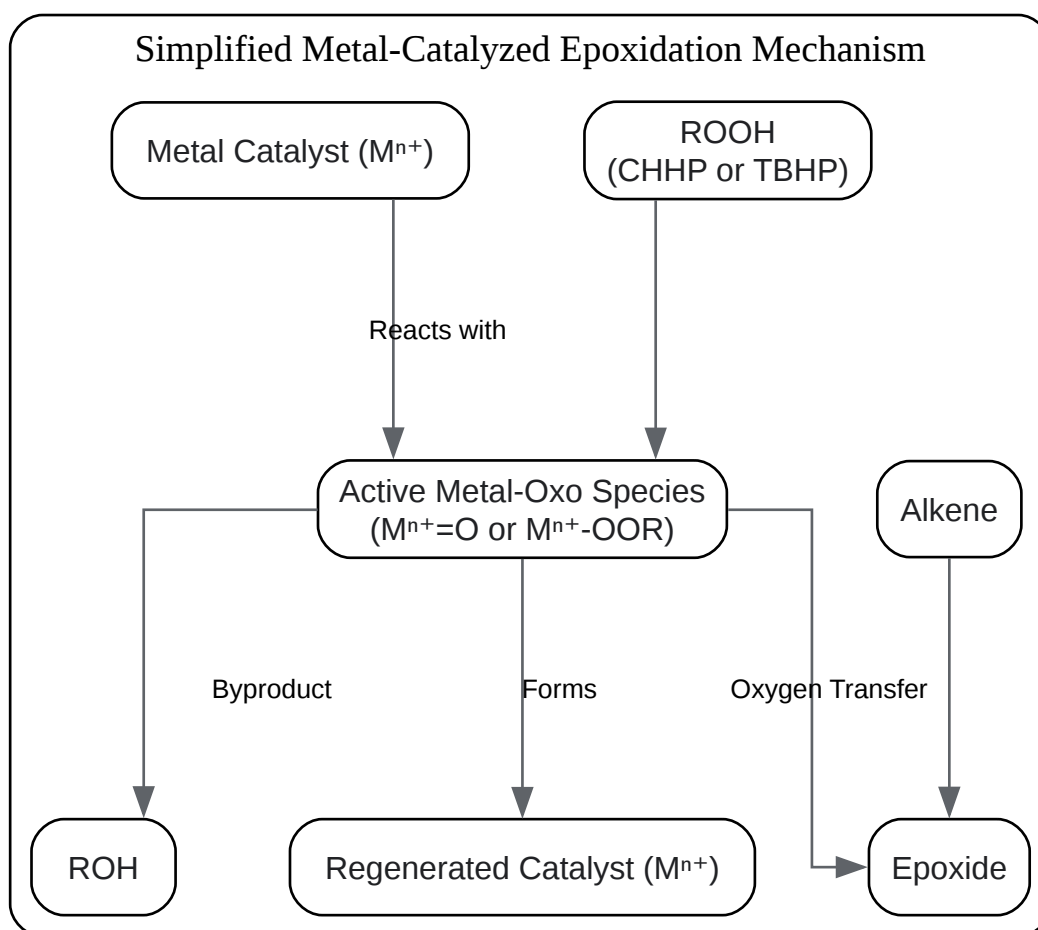 Simplified Metal-Catalyzed Epoxidation Mechanism
Metal Catalyst (Mⁿ⁺)
ROOH
(CHHP or TBHP)
Reacts with
Active Metal-Oxo Species
(Mⁿ⁺=O or Mⁿ⁺-OOR)
Alkene
Byproduct
Forms
Oxygen Transfer
ROH
Regenerated Catalyst (Mⁿ⁺)
Epoxide